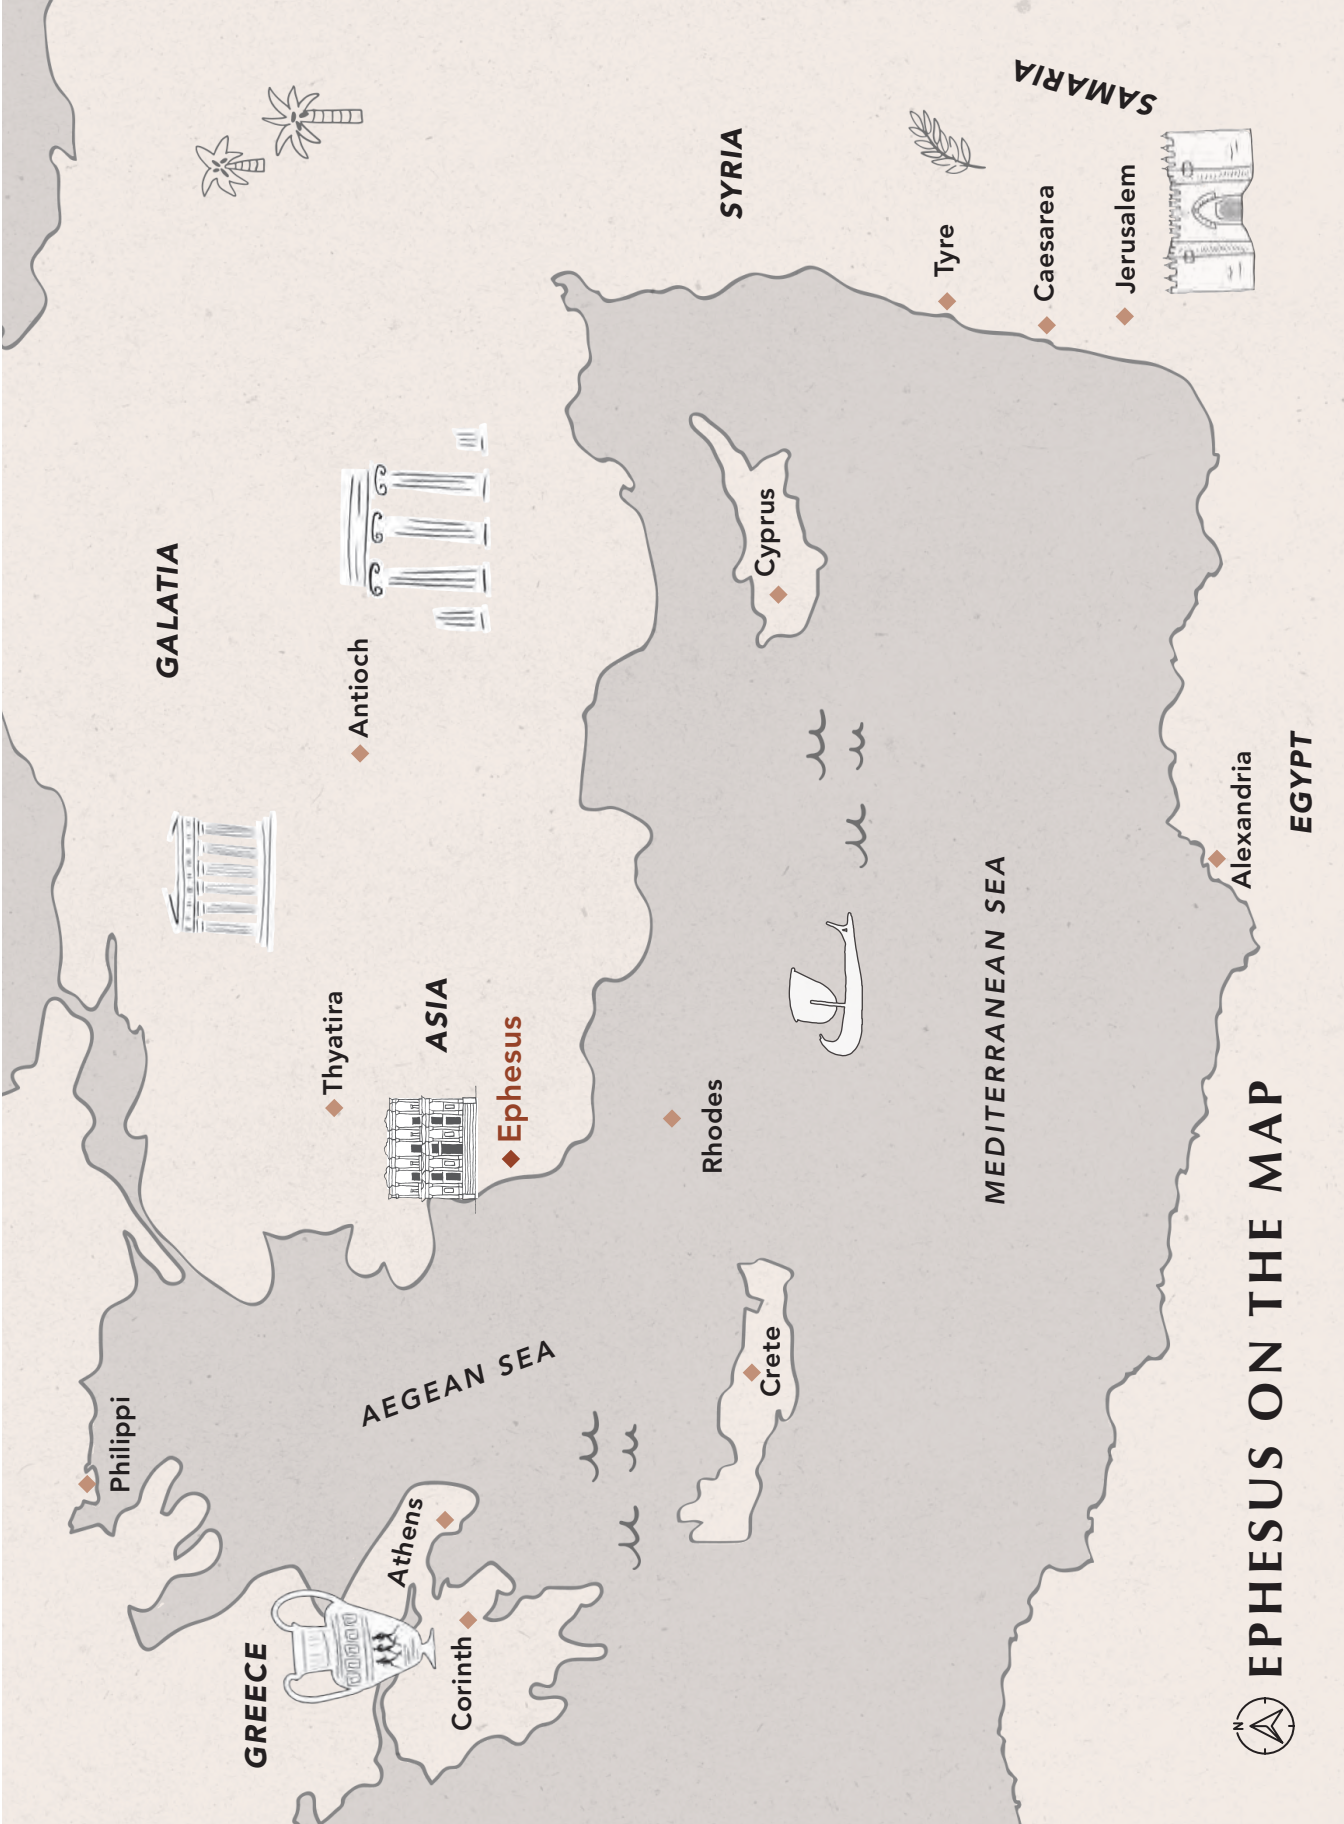 Philippi
GREECE
Athens
Corinth
AEGEAN SEA
Thyatira
ASIA
Ephesus
GALATIA
Antioch
Rhodes
Crete
Cyprus
SYRIA
Tyre
Caesarea
Jerusalem
SAMARIA
MEDITERRANEAN SEA
Alexandria
EGYPT
N
EPHESUS ON THE MAP